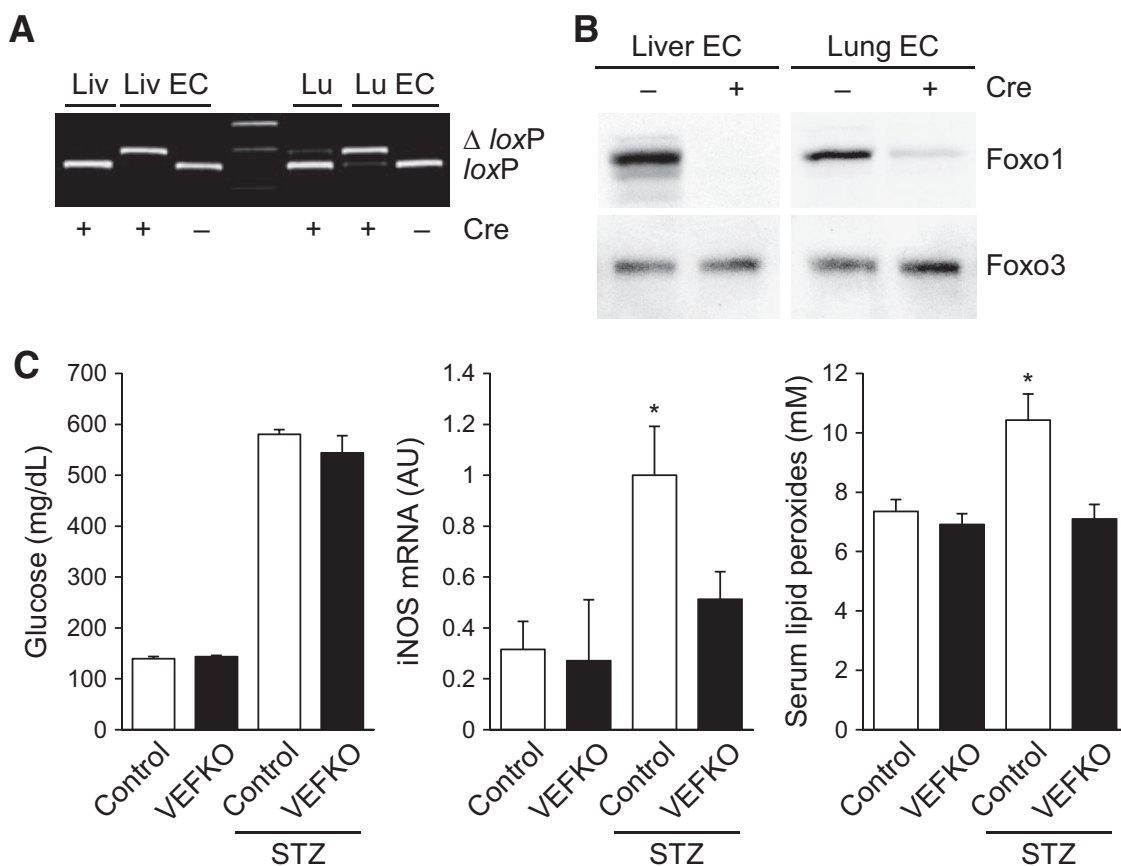 A
Liv Liv EC Lu Lu EC
Δ loxP
loxP
+ + – + + – Cre
B
Liver EC Lung EC
– + – + Cre
Foxo1
Foxo3
C
Glucose (mg/dL)
700
600
500
400
300
200
100
0
Control
VEFKO
Control
VEFKO
STZ
iNOS mRNA (AU)
1.4
1.2
1
0.8
0.6
0.4
0.2
0
*
Control
VEFKO
Control
VEFKO
STZ
Serum lipid peroxides (mM)
12
10
8
6
4
2
0
*
Control
VEFKO
Control
VEFKO
STZ